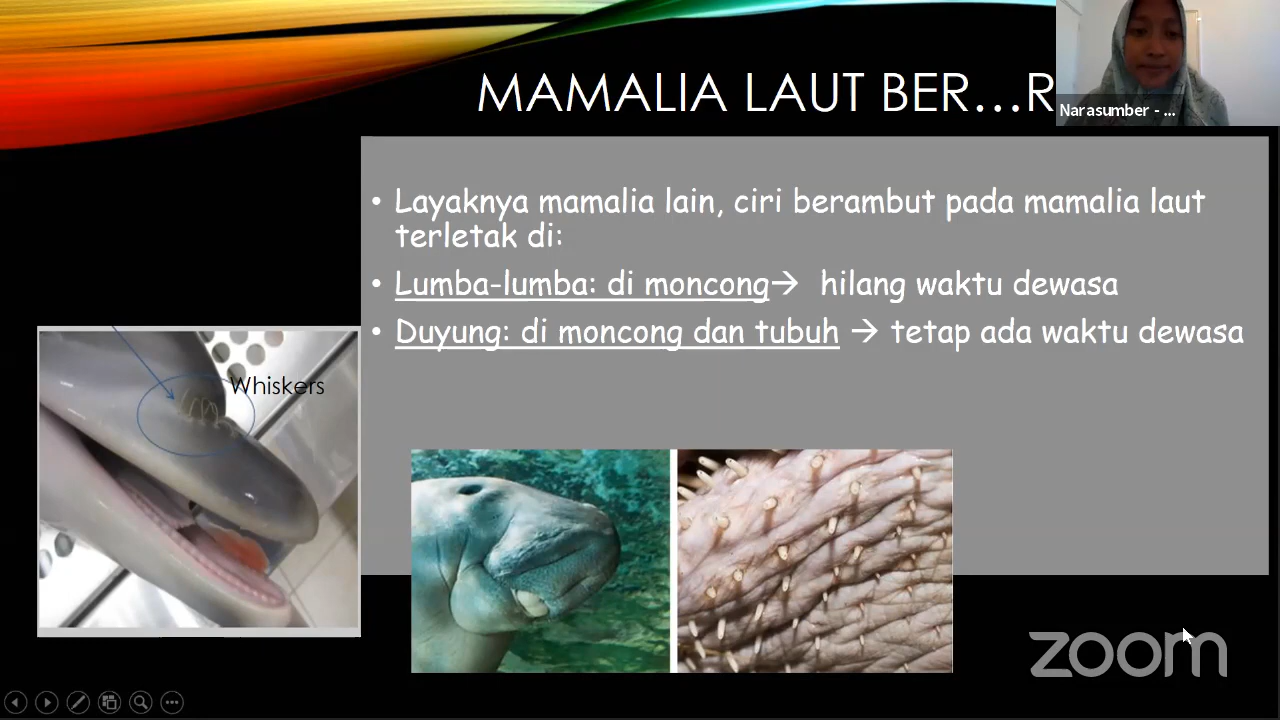 MAMALIA LAUT BER...R
Narasumber - ...
• Layaknya mamalia lain, ciri berambut pada mamalia laut
terletak di:
• Lumba-lumba: di moncong→ hilang waktu dewasa
• Duyung: di moncong dan tubuh → tetap ada waktu dewasa
Whiskers
zoom